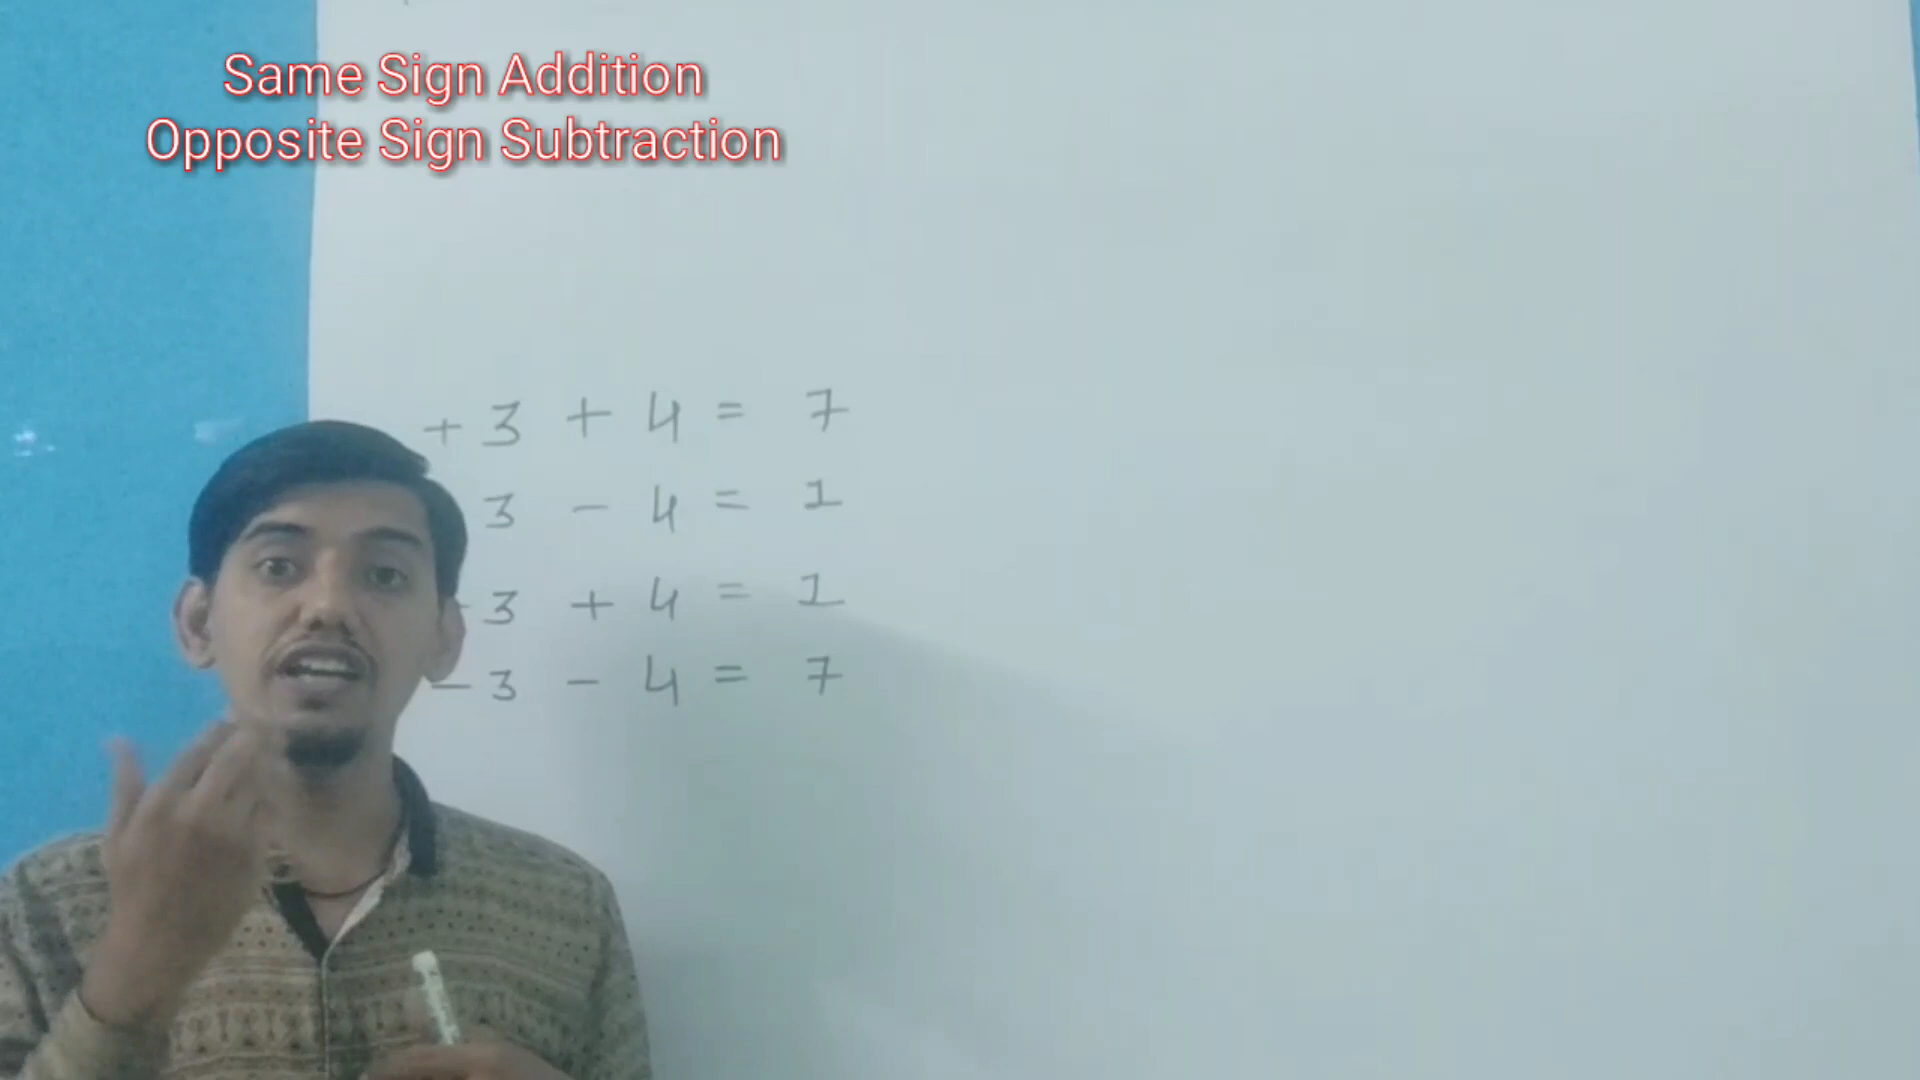 Same Sign Addition
Opposite Sign Subtraction
+ 3 + 4 = 7
3 - 4 = 1
- 3 + 4 = 1
- 3 - 4 = 7